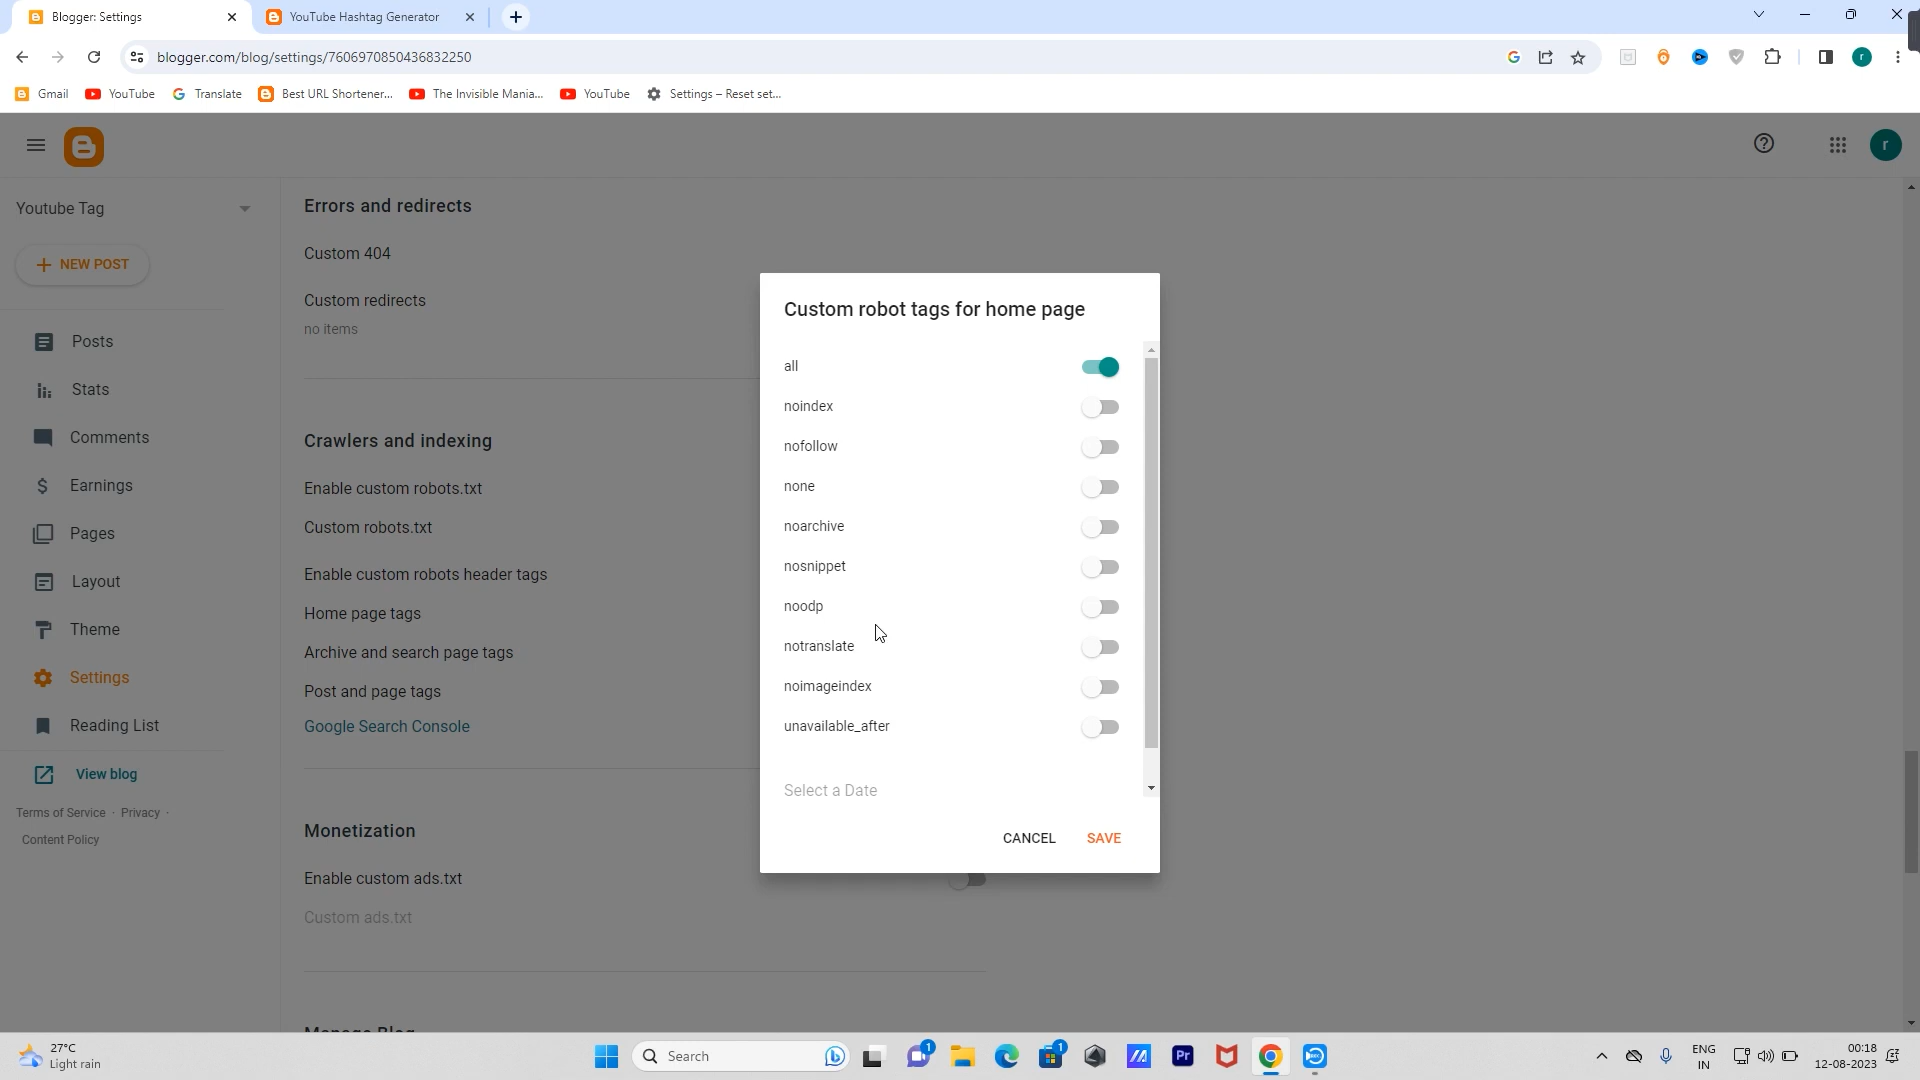 Blogger: Settings
YouTube Hashtag Generator
blogger.com/blog/settings/7606970850436832250
Gmail
YouTube
Translate
Best URL Shortener...
The Invisible Mania...
YouTube
Settings – Reset set...
r
Youtube Tag
NEW POST
Posts
Stats
Comments
Earnings
Pages
Layout
Theme
Settings
Reading List
View blog
Terms of Service · Privacy ·
Content Policy
Errors and redirects
Custom 404
Custom redirects
no items
Crawlers and indexing
Enable custom robots.txt
Custom robots.txt
Enable custom robots header tags
Home page tags
Archive and search page tags
Post and page tags
Google Search Console
Monetization
Enable custom ads.txt
Custom ads.txt
Manage Blog
Custom robot tags for home page
all
noindex
nofollow
none
noarchive
nosnippet
noodp
notranslate
noimageindex
unavailable_after
Select a Date
CANCEL
SAVE
27°C
Light rain
Search
1
1
Pr
ENG
IN
00:18
12-08-2023